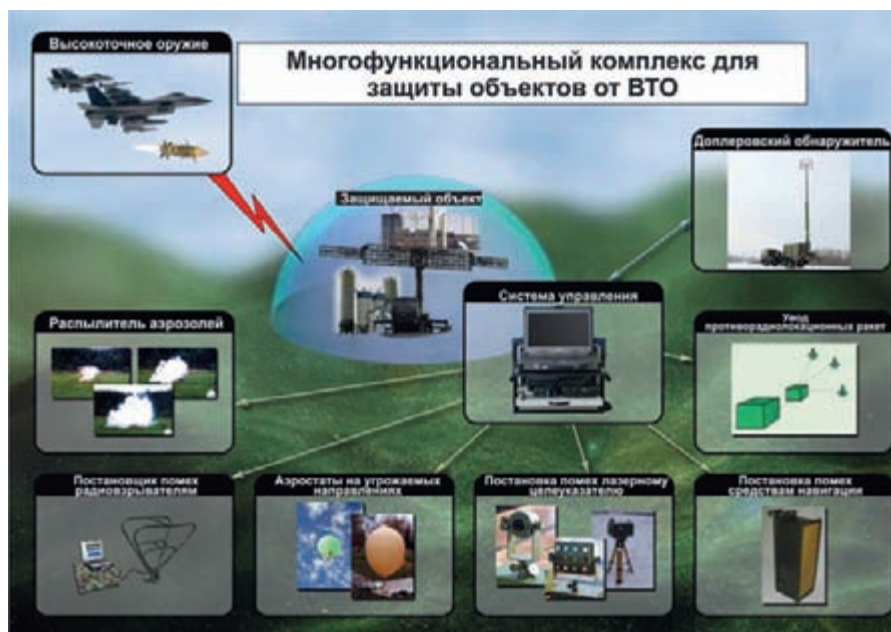 Высокоточное оружие
Многофункциональный комплекс для
защиты объектов от ВТО
Доплеровский обнаружитель
Защищаемый объект
Система управления
Распылитель аэрозолей
Увод
противорадиолокационных ракет
Постановщик помех
радиовзрывателям
Аэростаты на угрожаемых
направлениях
Постановка помех лазерному
целеуказателю
Постановка помех
средствам навигации